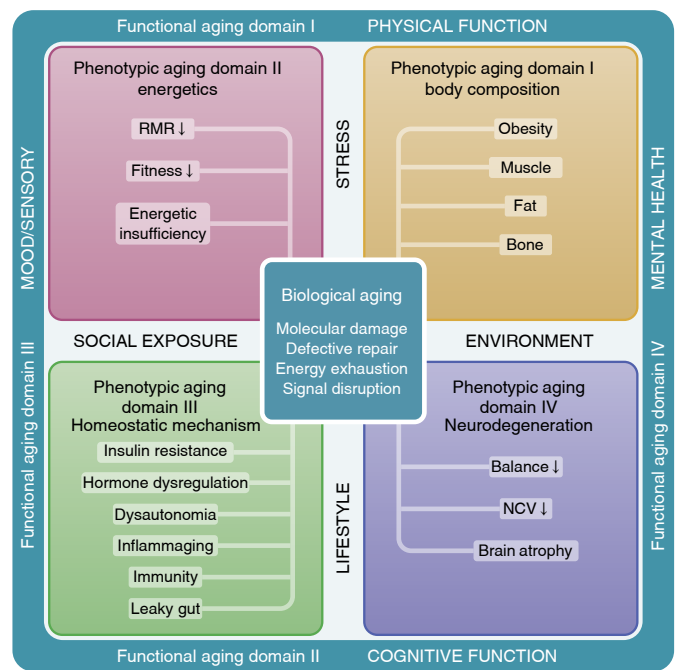 Functional aging domain I PHYSICAL FUNCTION
Phenotypic aging domain II
energetics
RMR ↓
Fitness ↓
Energetic
insufficiency
STRESS
Phenotypic aging domain I
body composition
Obesity
Muscle
Fat
Bone
MOOD/SENSORY
MENTAL HEALTH
Biological aging
Molecular damage
Defective repair
Energy exhaustion
Signal disruption
SOCIAL EXPOSURE
ENVIRONMENT
Functional aging domain III
Functional aging domain IV
Phenotypic aging
domain III
Homeostatic mechanism
Insulin resistance
Hormone dysregulation
Dysautonomia
Inflammaging
Immunity
Leaky gut
LIFESTYLE
Phenotypic aging
domain IV
Neurodegeneration
Balance ↓
NCV ↓
Brain atrophy
Functional aging domain II COGNITIVE FUNCTION